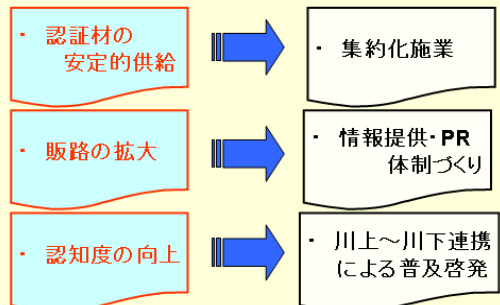 ・ 認証材の
安定的供給
・ 集約化施業
・ 販路の拡大
・ 情報提供・PR
体制づくり
・ 認知度の向上
・ 川上～川下連携
による普及啓発